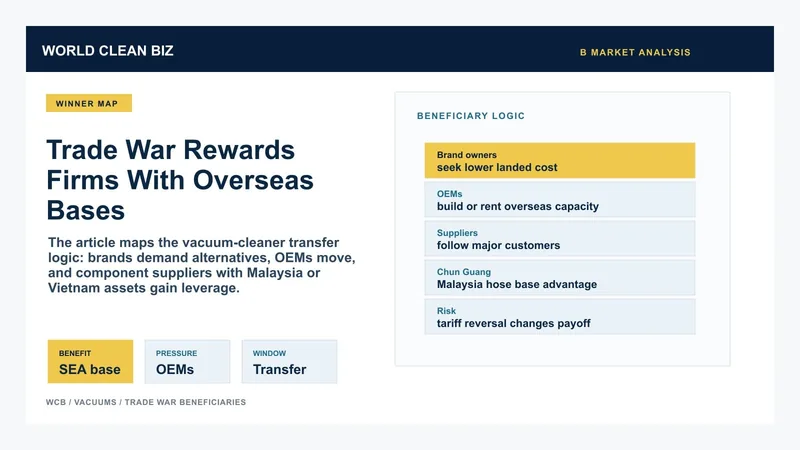 WORLD CLEAN BIZ
B MARKET ANALYSIS
WINNER MAP
Trade War Rewards
Firms With Overseas
Bases
The article maps the vacuum-cleaner transfer
logic: brands demand alternatives, OEMs move,
and component suppliers with Malaysia or
Vietnam assets gain leverage.
BENEFIT
SEA base
PRESSURE
OEMs
WINDOW
Transfer
WCB / VACUUMS / TRADE WAR BENEFICIARIES
BENEFICIARY LOGIC
Brand owners
seek lower landed cost
OEMs
build or rent overseas capacity
Suppliers
follow major customers
Chun Guang
Malaysia hose base advantage
Risk
tariff reversal changes payoff